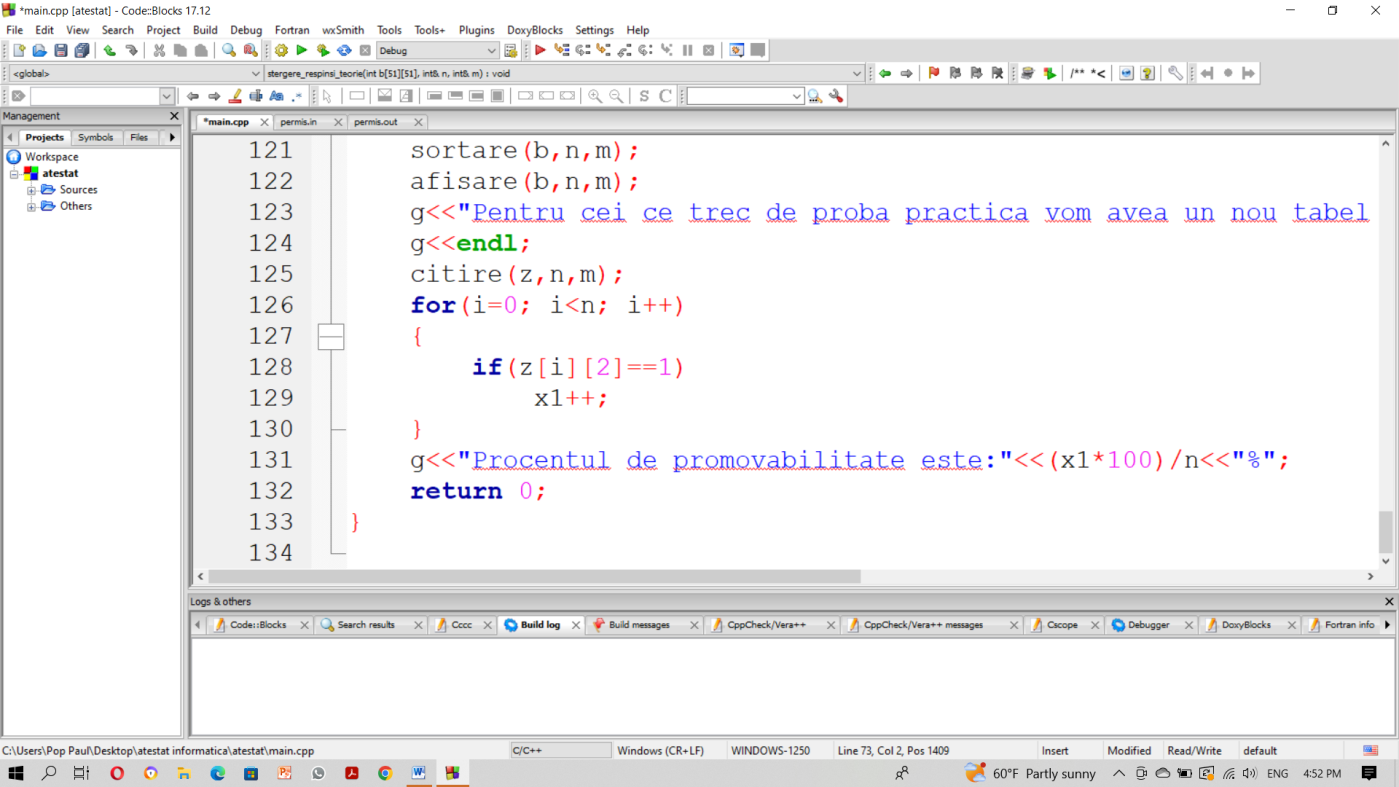 *main.cpp [atestat] - Code::Blocks 17.12
File Edit View Search Project Build Debug Fortran wxSmith Tools Tools+ Plugins DoxyBlocks Settings Help
Debug
<global> stergere_respinsi_teorie(int b[51][51], int& n, int& m) : void /** *<
Aa .* S C
Management
Projects Symbols Files
Workspace
atestat
Sources
Others
*main.cpp permis.in permis.out
121 sortare(b,n,m);
122 afisare(b,n,m);
123 g<<"Pentru cei ce trec de proba practica vom avea un nou tabel
124 g<<endl;
125 citire(z,n,m);
126 for(i=0; i<n; i++)
127 {
128 if(z[i][2]==1)
129 x1++;
130 }
131 g<<"Procentul de promovabilitate este:"<<(x1*100)/n<<"%";
132 return 0;
133 }
134
Logs & others
Code::Blocks Search results Cccc Build log Build messages CppCheck/Vera++ CppCheck/Vera++ messages Cscope Debugger DoxyBlocks Fortran info
C:\Users\Pop Paul\Desktop\atestat informatica\atestat\main.cpp C/C++ Windows (CR+LF) WINDOWS-1250 Line 73, Col 2, Pos 1409 Insert Modified Read/Write default
60°F Partly sunny ENG 4:52 PM